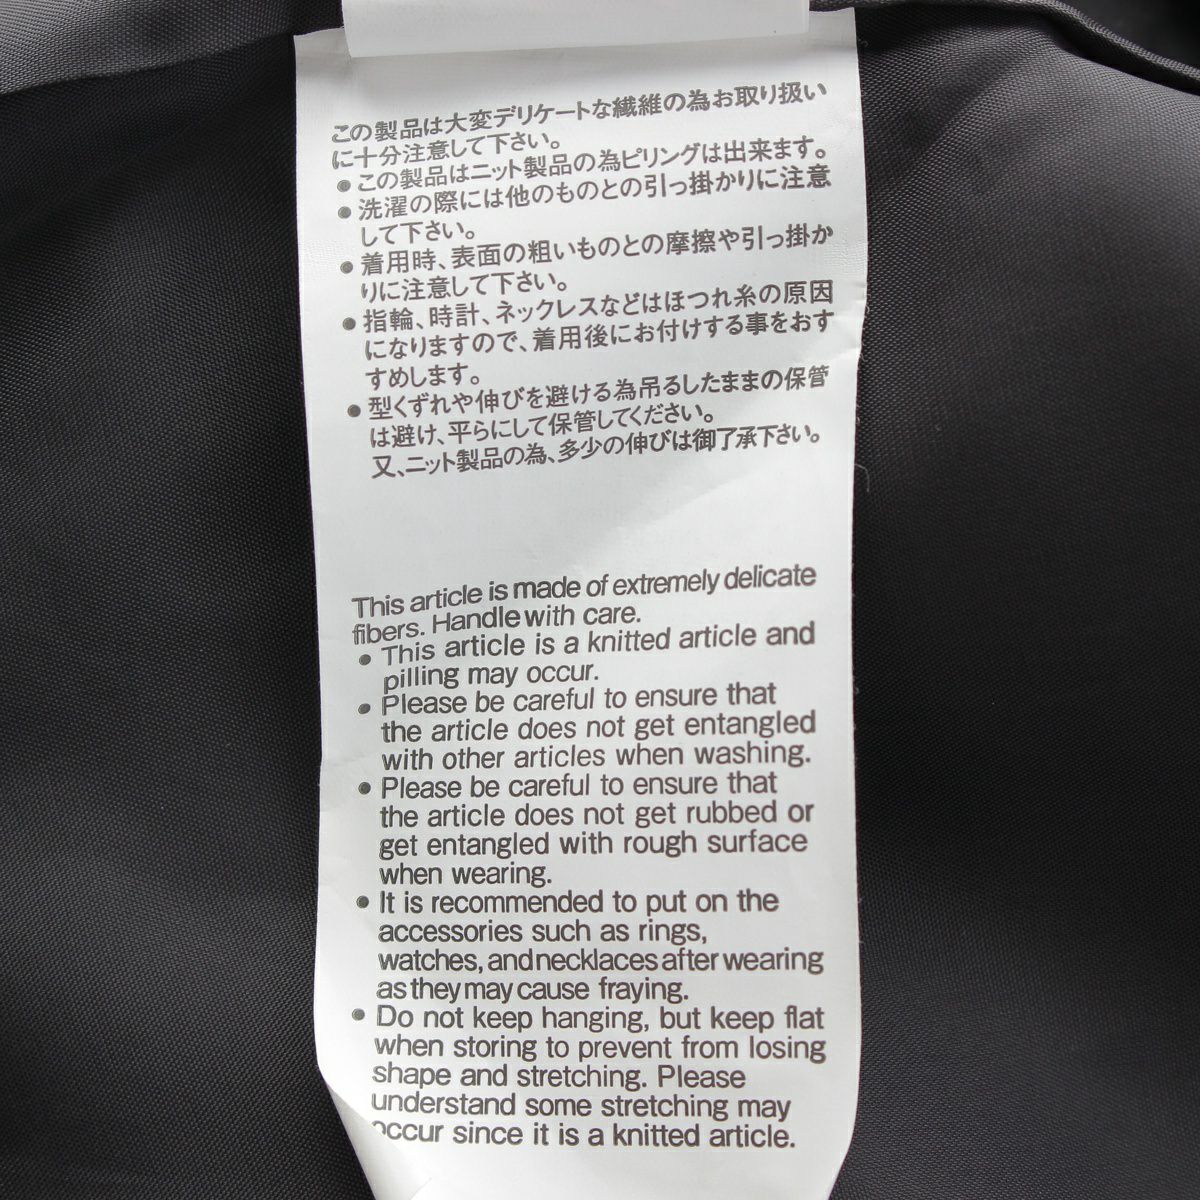 この製品は大変デリケートな繊維の為お取り扱い
に十分注意して下さい。
●この製品はニット製品の為ピリングは出来ます。
●洗濯の際には他のものとの引っ掛かりに注意
して下さい。
●着用時、表面の粗いものとの摩擦や引っ掛か
りに注意して下さい。
●指輪、時計、ネックレスなどはほつれ糸の原因
になりますので、着用後にお付けする事をおす
すめします。
●型くずれや伸びを避ける為吊るしたままの保管
は避け、平らにして保管してください。
又、ニット製品の為、多少の伸びは御了承下さい。
This article is made of extremely delicate
fibers. Handle with care.
● This article is a knitted article and
pilling may occur.
● Please be careful to ensure that
the article does not get entangled
with other articles when washing.
● Please be careful to ensure that
the article does not get rubbed or
get entangled with rough surface
when wearing.
● It is recommended to put on the
accessories such as rings,
watches, and necklaces after wearing
as they may cause fraying.
● Do not keep hanging, but keep flat
when storing to prevent from losing
shape and stretching. Please
understand some stretching may
occur since it is a knitted article.